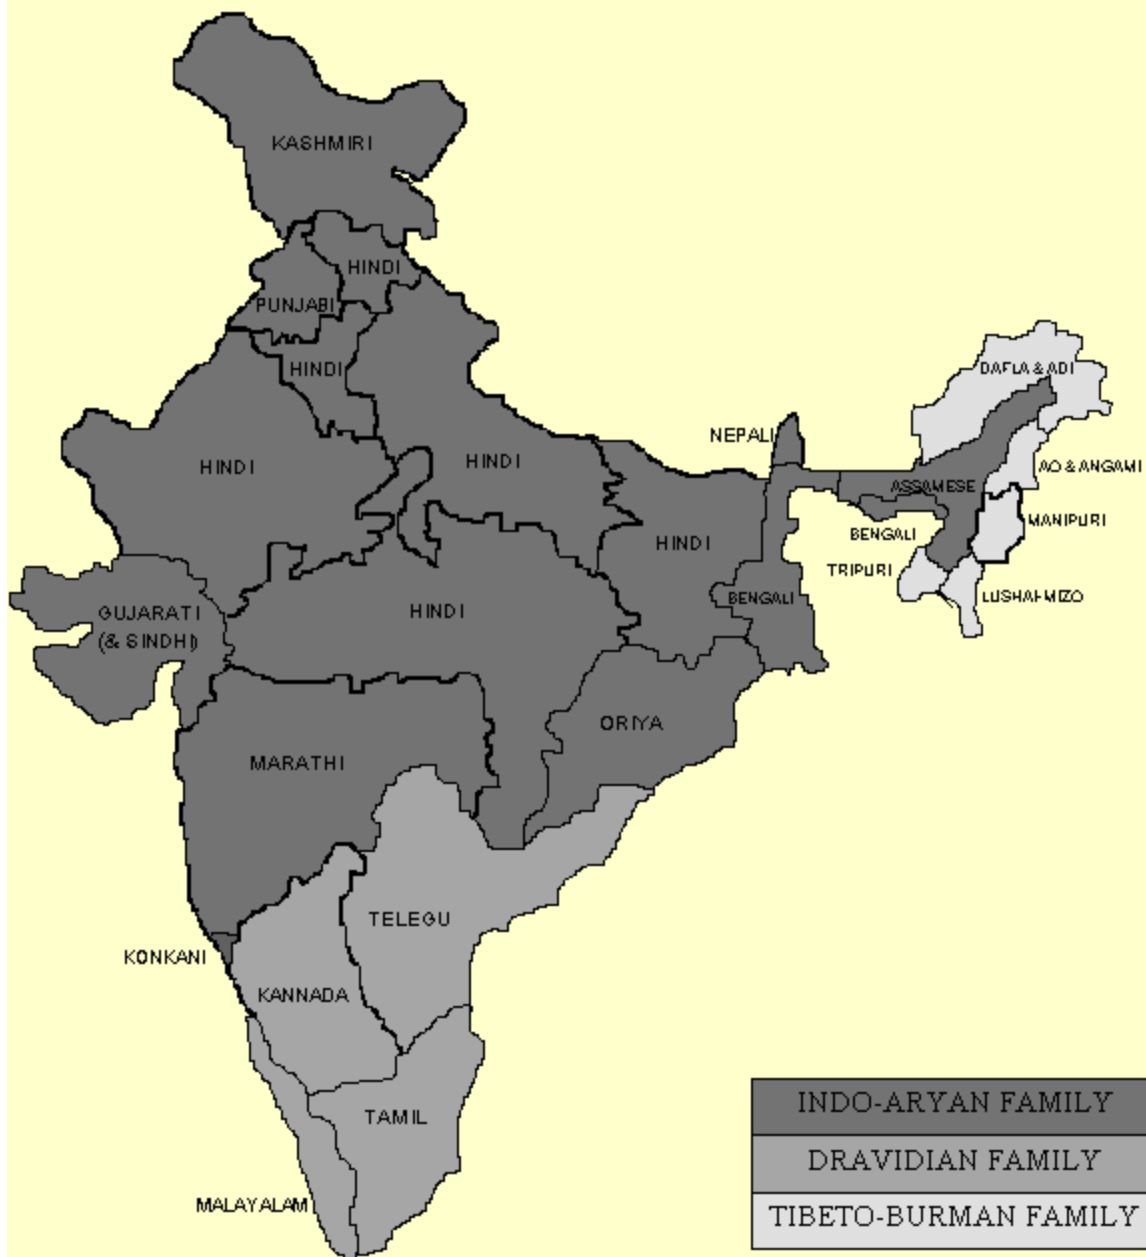 KASHMIRI
HINDI
PUNJABI
HINDI
DAFLA & ADI
NEPALI
HINDI
HINDI
AO & ANGAMI
ASSAMESE
MANIPURI
BENGALI
HINDI
TRIPURI
LUSHAI-MIZO
BENGALI
HINDI
GUJARATI
(& SINDHI)
ORIYA
MARATHI
TELEGU
KONKANI
KANNADA
TAMIL
MALAYALAM
INDO-ARYAN FAMILY
DRAVIDIAN FAMILY
TIBETO-BURMAN FAMILY